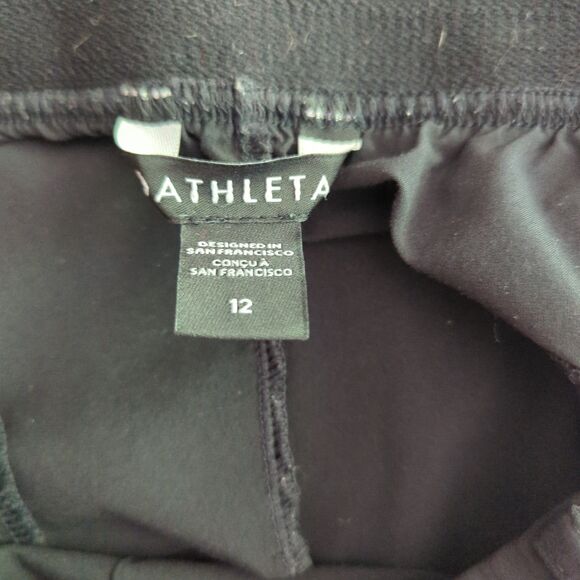 ATHLETA
DESIGNED IN
SAN FRANCISCO
CONÇU À
SAN FRANCISCO
12